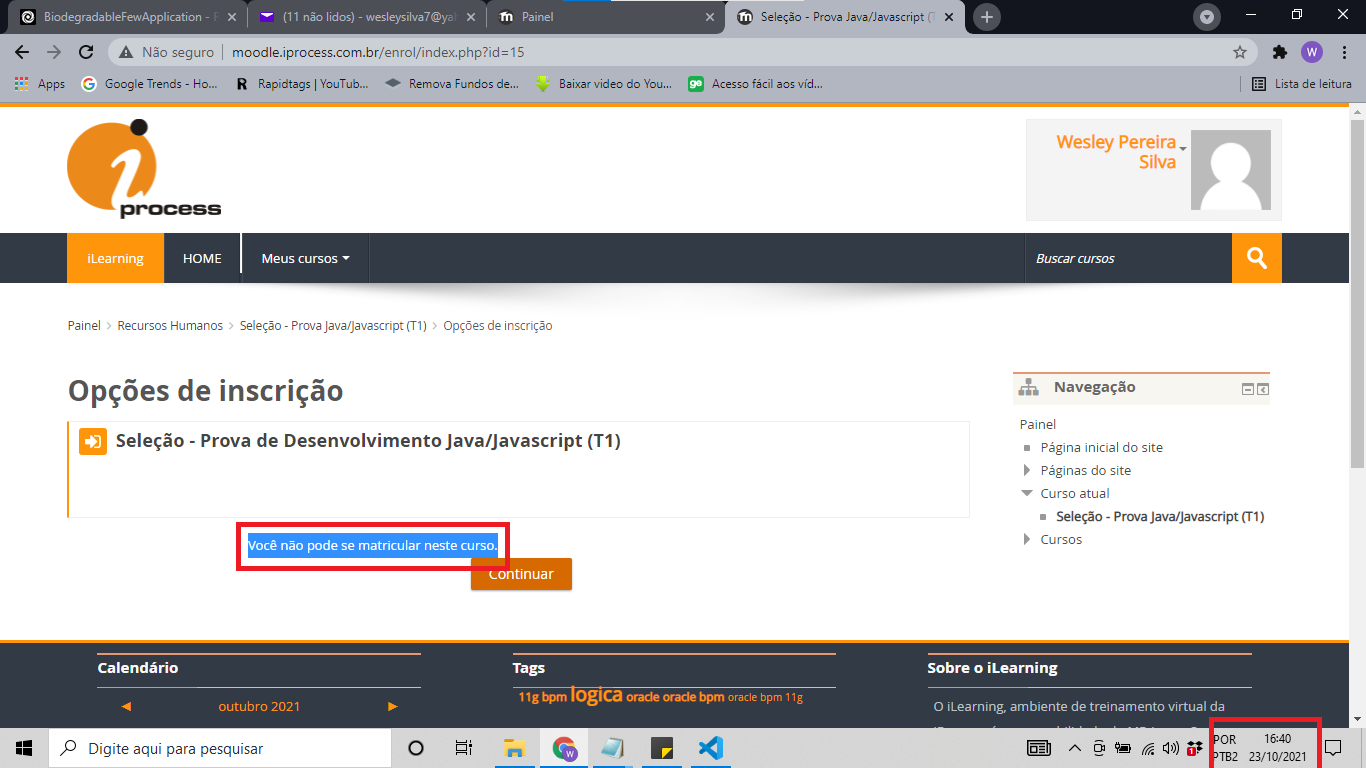 BiodegradableFewApplication - R
(11 não lidos) - wesleysilva7@yah
Painel
Seleção - Prova Java/Javascript (T
Não seguro
moodle.iprocess.com.br/enrol/index.php?id=15
W
Apps
Google Trends - Ho...
Rapidtags | YouTub...
Remova Fundos de...
Baixar video do You...
Acesso fácil aos víd...
Lista de leitura
i
process
Wesley Pereira
Silva
iLearning
HOME
Meus cursos
Buscar cursos
Painel
Recursos Humanos
Seleção - Prova Java/Javascript (T1)
Opções de inscrição
Opções de inscrição
Seleção - Prova de Desenvolvimento Java/Javascript (T1)
Você não pode se matricular neste curso.
Continuar
Navegação
Painel
Página inicial do site
Páginas do site
Curso atual
Seleção - Prova Java/Javascript (T1)
Cursos
Calendário
outubro 2021
Tags
11g bpm logica oracle oracle bpm oracle bpm 11g
Sobre o iLearning
O iLearning, ambiente de treinamento virtual da
Digite aqui para pesquisar
POR
PTB2
16:40
23/10/2021